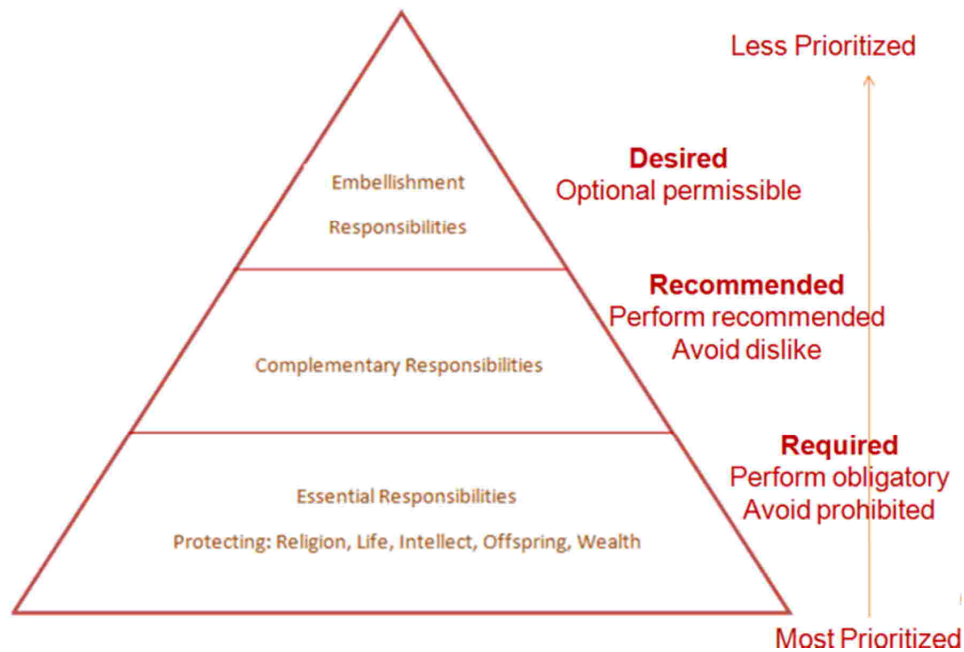 Less Prioritized
Desired
Optional permissible
Embellishment
Responsibilities
Recommended
Perform recommended
Avoid dislike
Complementary Responsibilities
Required
Perform obligatory
Avoid prohibited
Essential Responsibilities
Protecting: Religion, Life, Intellect, Offspring, Wealth
Most Prioritized